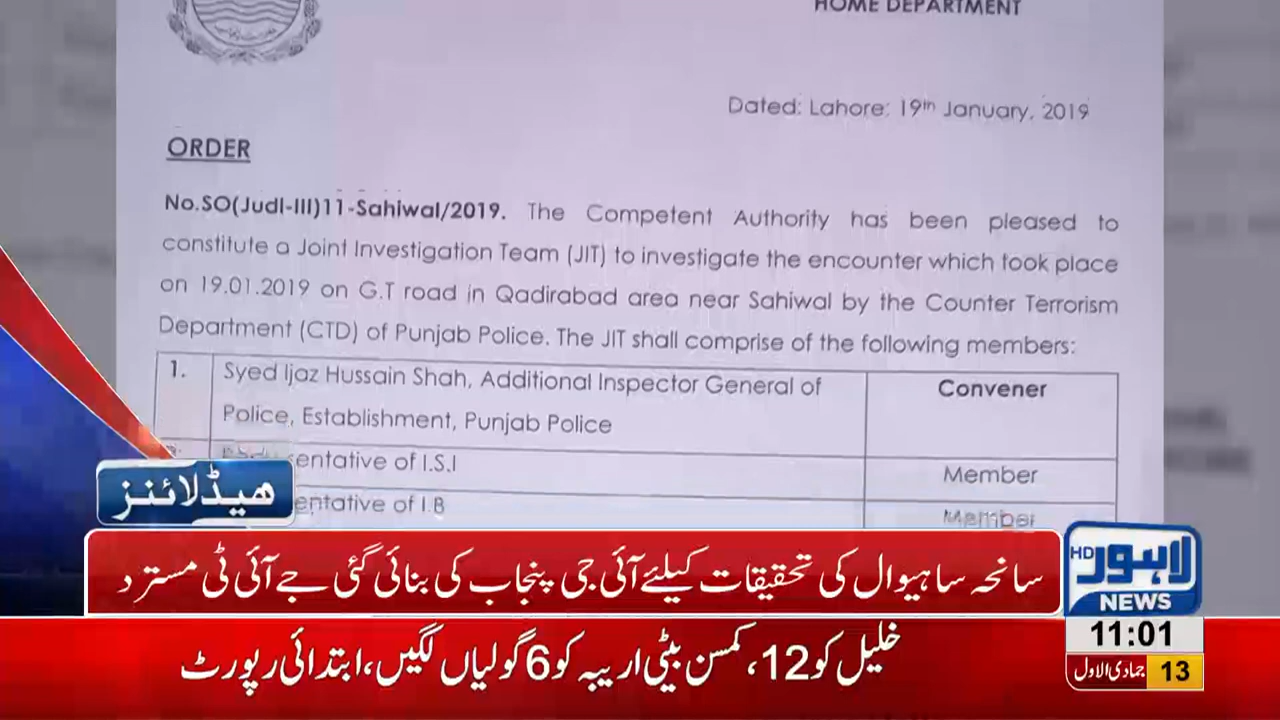 HOME DEPARTMENT
Dated: Lahore: 19th January, 2019
ORDER
No.SO(Judl-III)11-Sahiwal/2019. The Competent Authority has been pleased to
constitute a Joint Investigation Team (JIT) to investigate the encounter which took place
on 19.01.2019 on G.T road in Qadirabad area near Sahiwal by the Counter Terrorism
Department (CTD) of Punjab Police. The JIT shall comprise of the following members:
1. Syed Ijaz Hussain Shah, Additional Inspector General of Police, Establishment, Punjab Police Convener
of I.S.I Member
of I.B Member
ھیڈلائنز
سانحہ ساہیوال کی تحقیقات کیلئے آئی جی پنجاب کی بنائی گئی جے آئی ٹی مسترد
HD لاہور
NEWS
11:01
خلیل کو 12، کمسن بیٹی اریبہ کو 6 گولیاں لگیں، ابتدائی رپورٹ
13 جمادی الاول